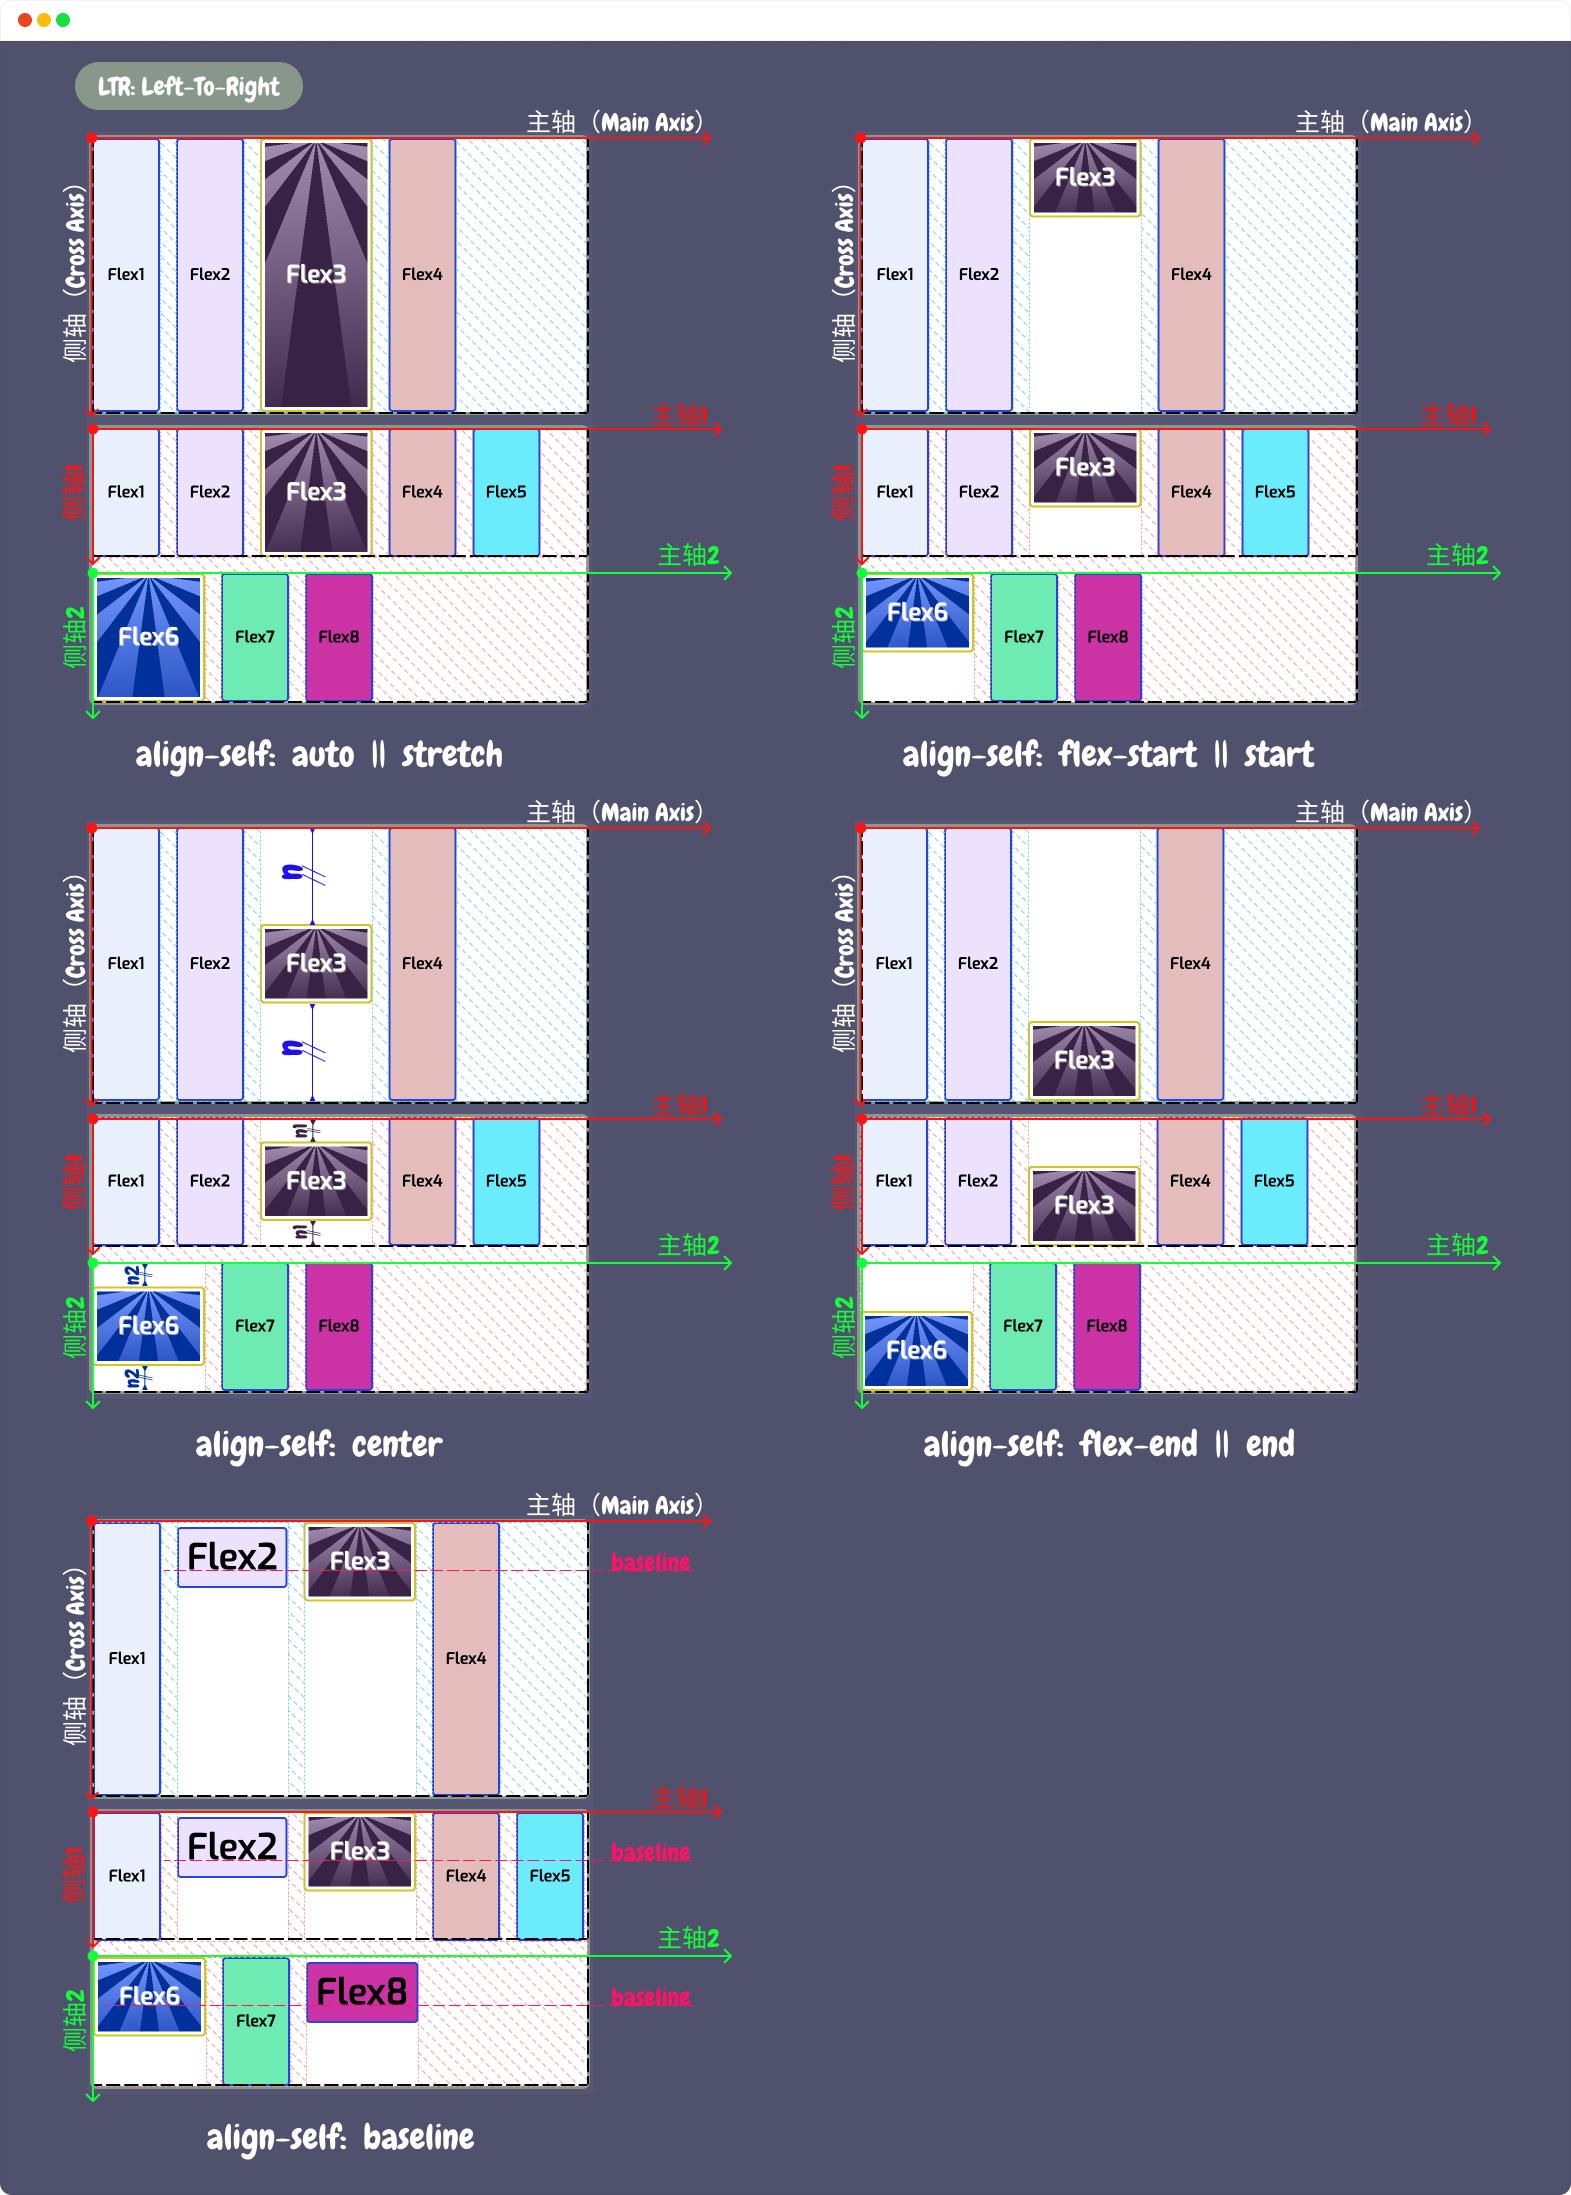 LTR: Left-To-Right
主轴（Main Axis）
侧轴（Cross Axis）
Flex1
Flex2
Flex3
Flex4
主轴1
侧轴1
Flex1
Flex2
Flex3
Flex4
Flex5
主轴2
侧轴2
Flex6
Flex7
Flex8
align-self: auto || stretch
主轴（Main Axis）
侧轴（Cross Axis）
Flex1
Flex2
Flex3
Flex4
主轴1
侧轴1
Flex1
Flex2
Flex3
Flex4
Flex5
主轴2
侧轴2
Flex6
Flex7
Flex8
align-self: flex-start || start
主轴（Main Axis）
侧轴（Cross Axis）
Flex1
Flex2
n
Flex3
n
Flex4
主轴1
侧轴1
Flex1
Flex2
n1
Flex3
n1
Flex4
Flex5
主轴2
侧轴2
n2
Flex6
n2
Flex7
Flex8
align-self: center
主轴（Main Axis）
侧轴（Cross Axis）
Flex1
Flex2
Flex3
Flex4
主轴1
侧轴1
Flex1
Flex2
Flex3
Flex4
Flex5
主轴2
侧轴2
Flex6
Flex7
Flex8
align-self: flex-end || end
主轴（Main Axis）
侧轴（Cross Axis）
Flex1
Flex2
Flex3
Flex4
baseline
主轴1
侧轴1
Flex1
Flex2
Flex3
Flex4
Flex5
baseline
主轴2
侧轴2
Flex6
Flex7
Flex8
baseline
align-self: baseline